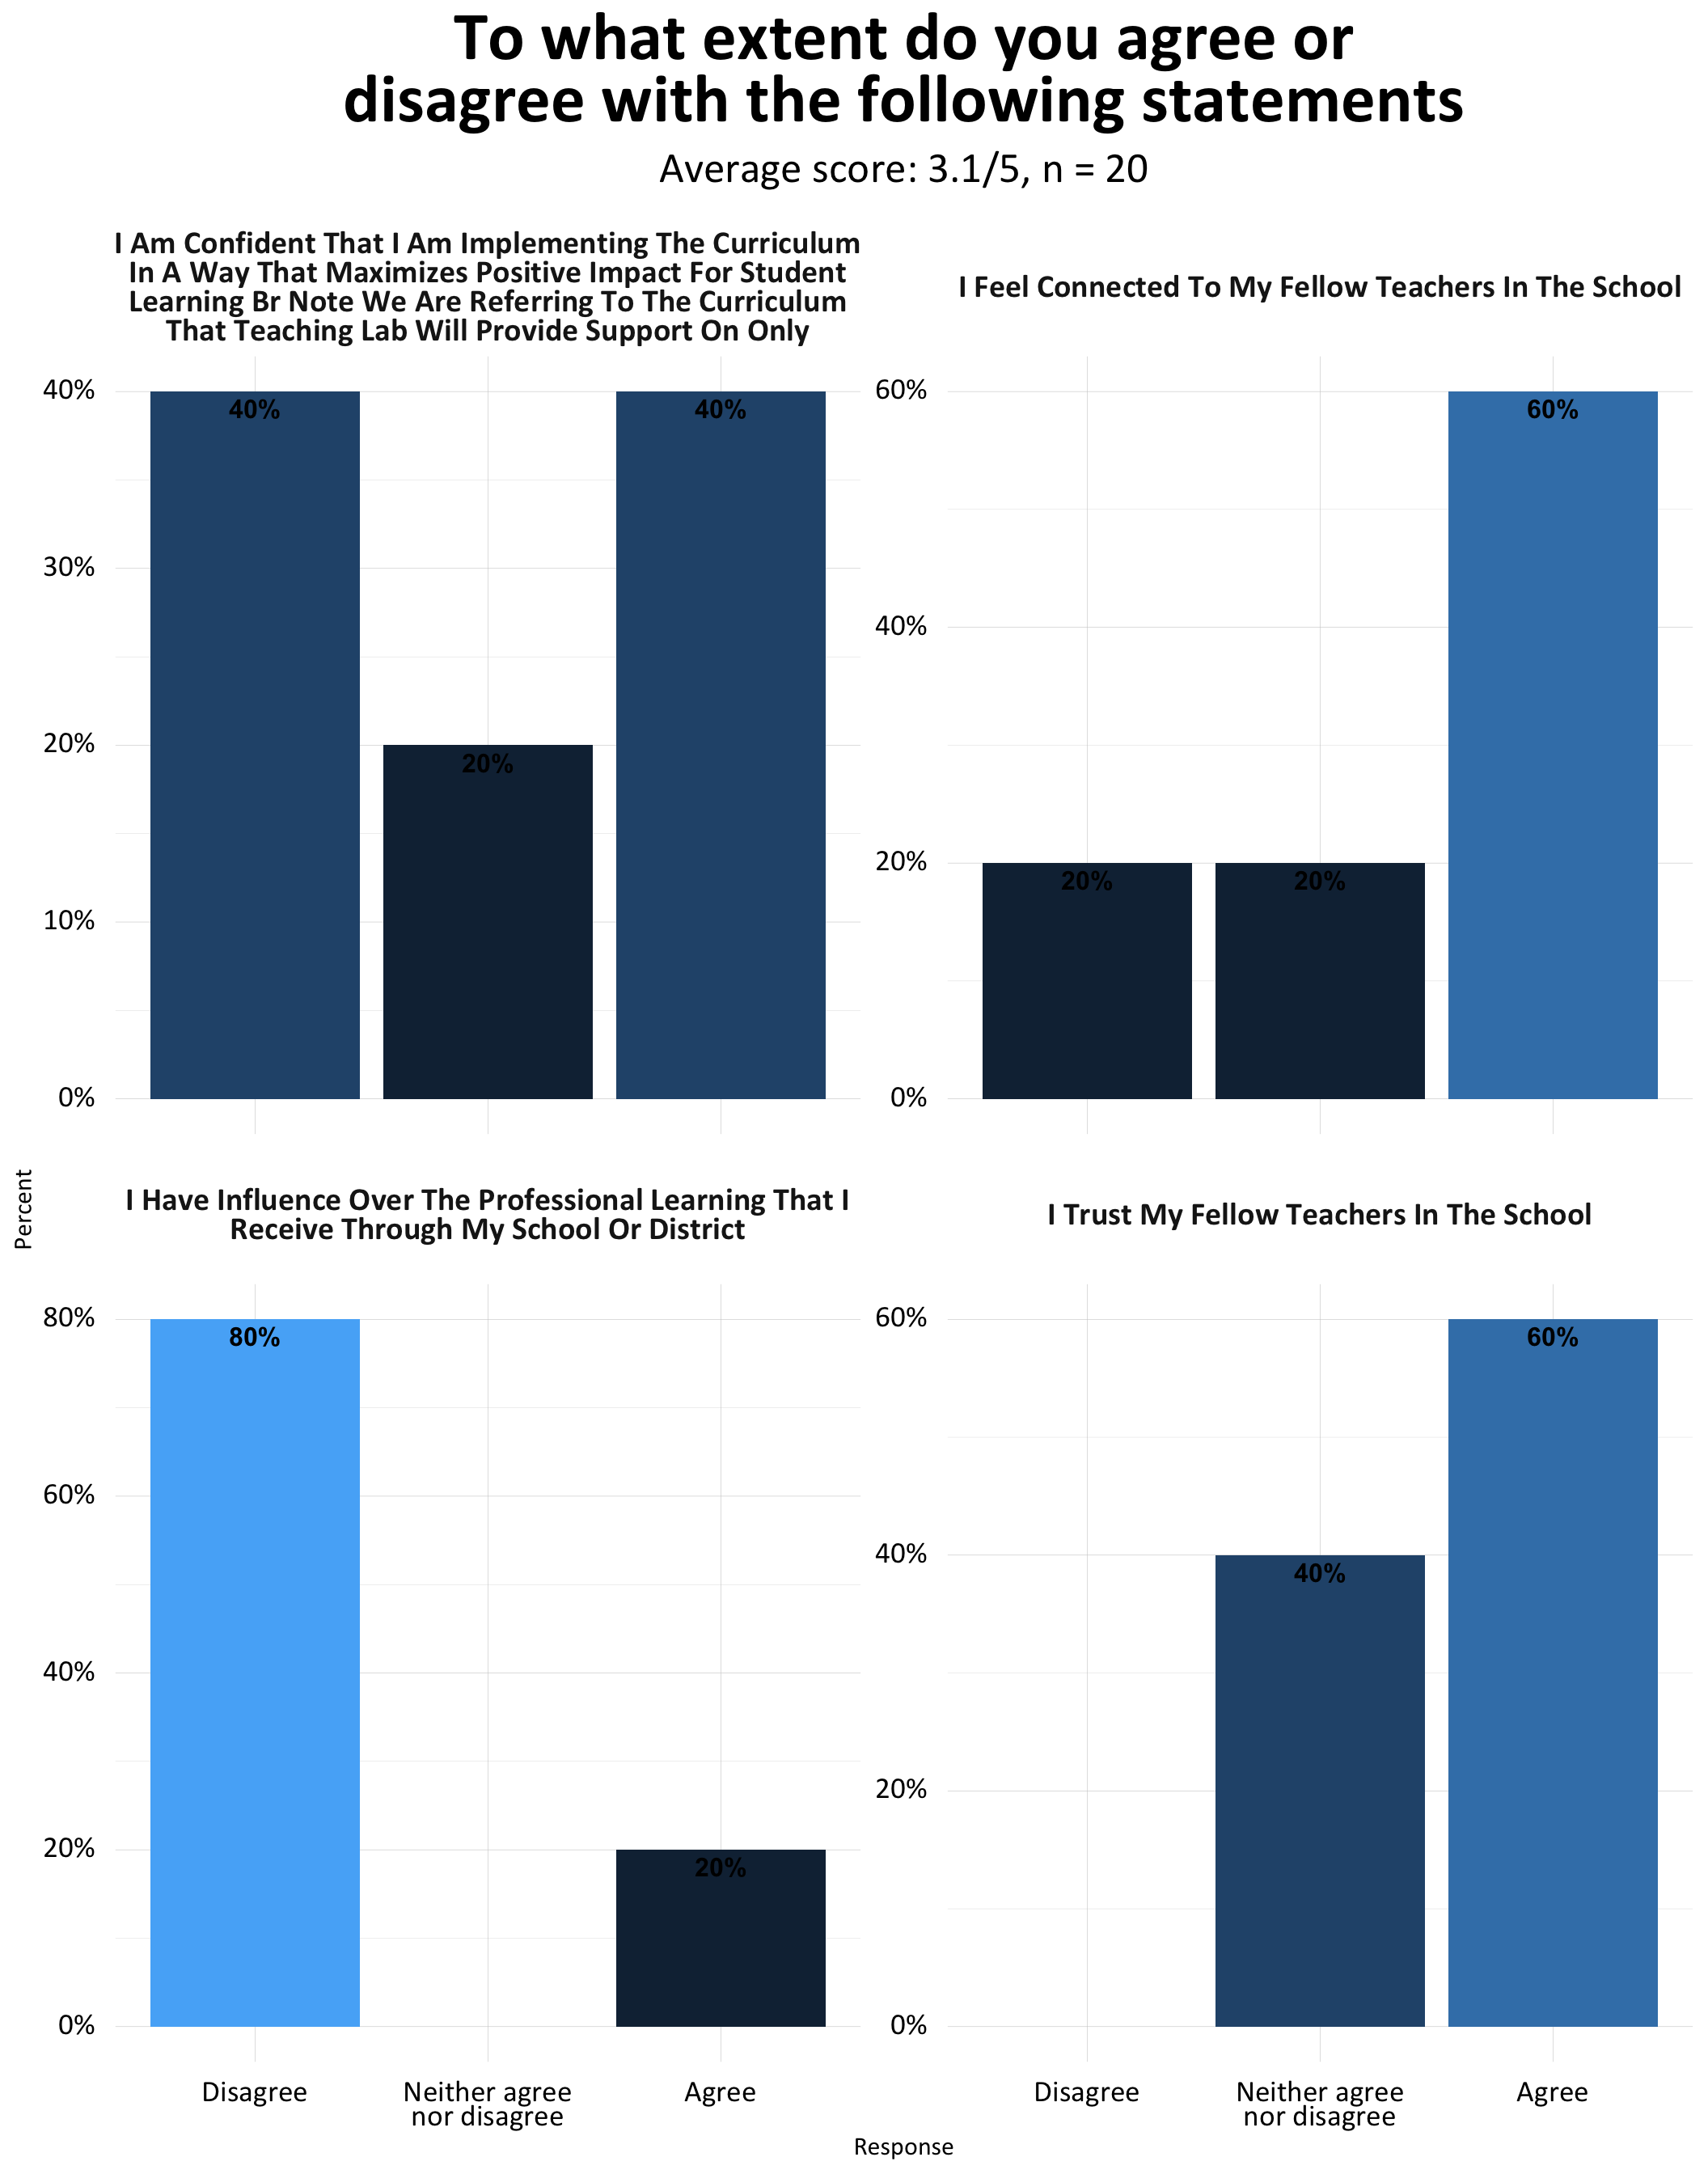 To what extent do you agree or
disagree with the following statements
Average score: 3.1/5, n = 20
I Am Confident That I Am Implementing The Curriculum
In A Way That Maximizes Positive Impact For Student
Learning Br Note We Are Referring To The Curriculum
That Teaching Lab Will Provide Support On Only
40%
30%
20%
10%
0%
40%
20%
40%
I Feel Connected To My Fellow Teachers In The School
60%
40%
20%
0%
20%
20%
60%
Percent
I Have Influence Over The Professional Learning That I
Receive Through My School Or District
80%
60%
40%
20%
0%
80%
20%
Disagree
Neither agree
nor disagree
Agree
I Trust My Fellow Teachers In The School
60%
40%
20%
0%
40%
60%
Disagree
Neither agree
nor disagree
Agree
Response